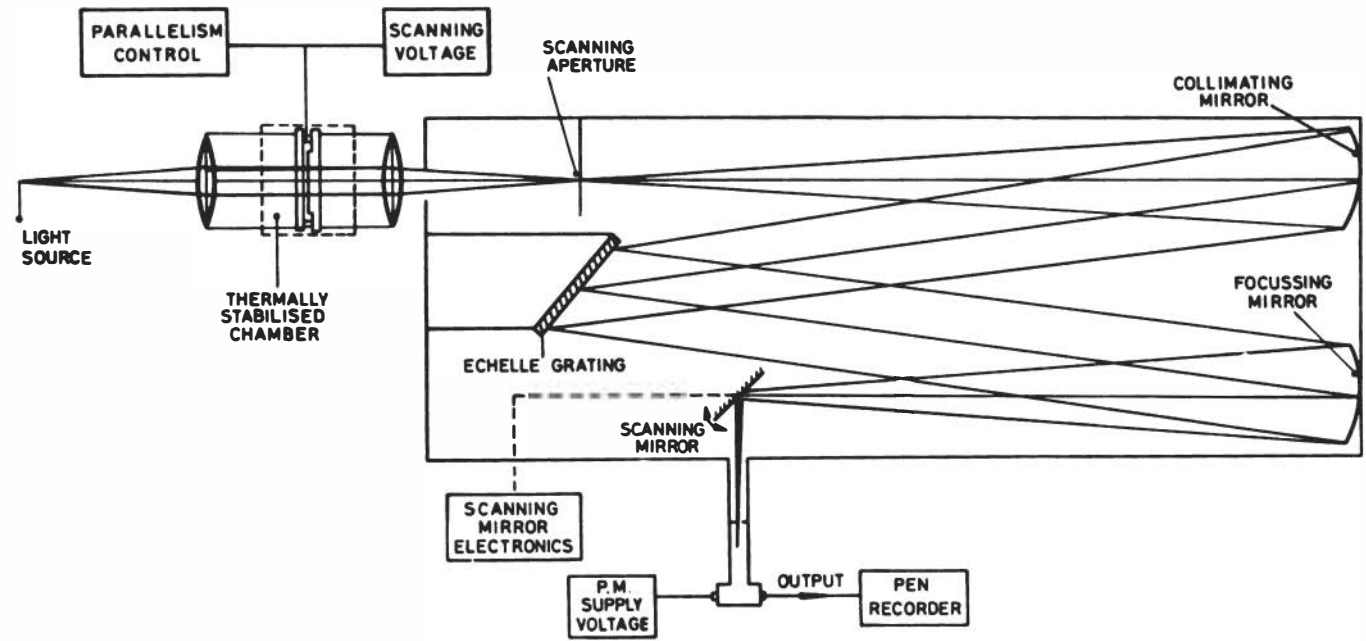 PARALLELISM
CONTROL
SCANNING
VOLTAGE
SCANNING
APERTURE
COLLIMATING
MIRROR
LIGHT
SOURCE
THERMALLY
STABILISED
CHAMBER
FOCUSSING
MIRROR
ECHELLE GRATING
SCANNING
MIRROR
SCANNING
MIRROR
ELECTRONICS
P.M.
SUPPLY
VOLTAGE
OUTPUT
PEN
RECORDER